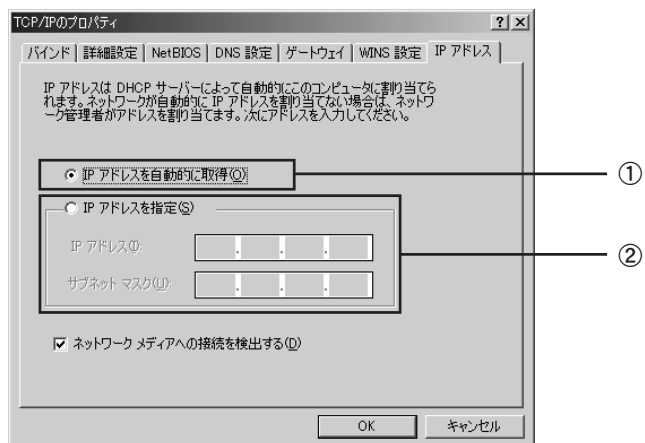 TCP/IPのプロパティ
バインド 詳細設定 NetBIOS DNS 設定 ゲートウェイ WINS 設定 IP アドレス
IP アドレスは DHCP サーバーによって自動的にこのコンピュータに割り当てら
れます。ネットワークが自動的に IP アドレスを割り当てない場合は、ネットワ
ーク管理者がアドレスを割り当てます。次にアドレスを入力してください。
IP アドレスを自動的に取得(O)
①
IP アドレスを指定(S)
IP アドレス(I):
②
サブネット マスク(U):
ネットワーク メディアへの接続を検出する(D)
OK キャンセル